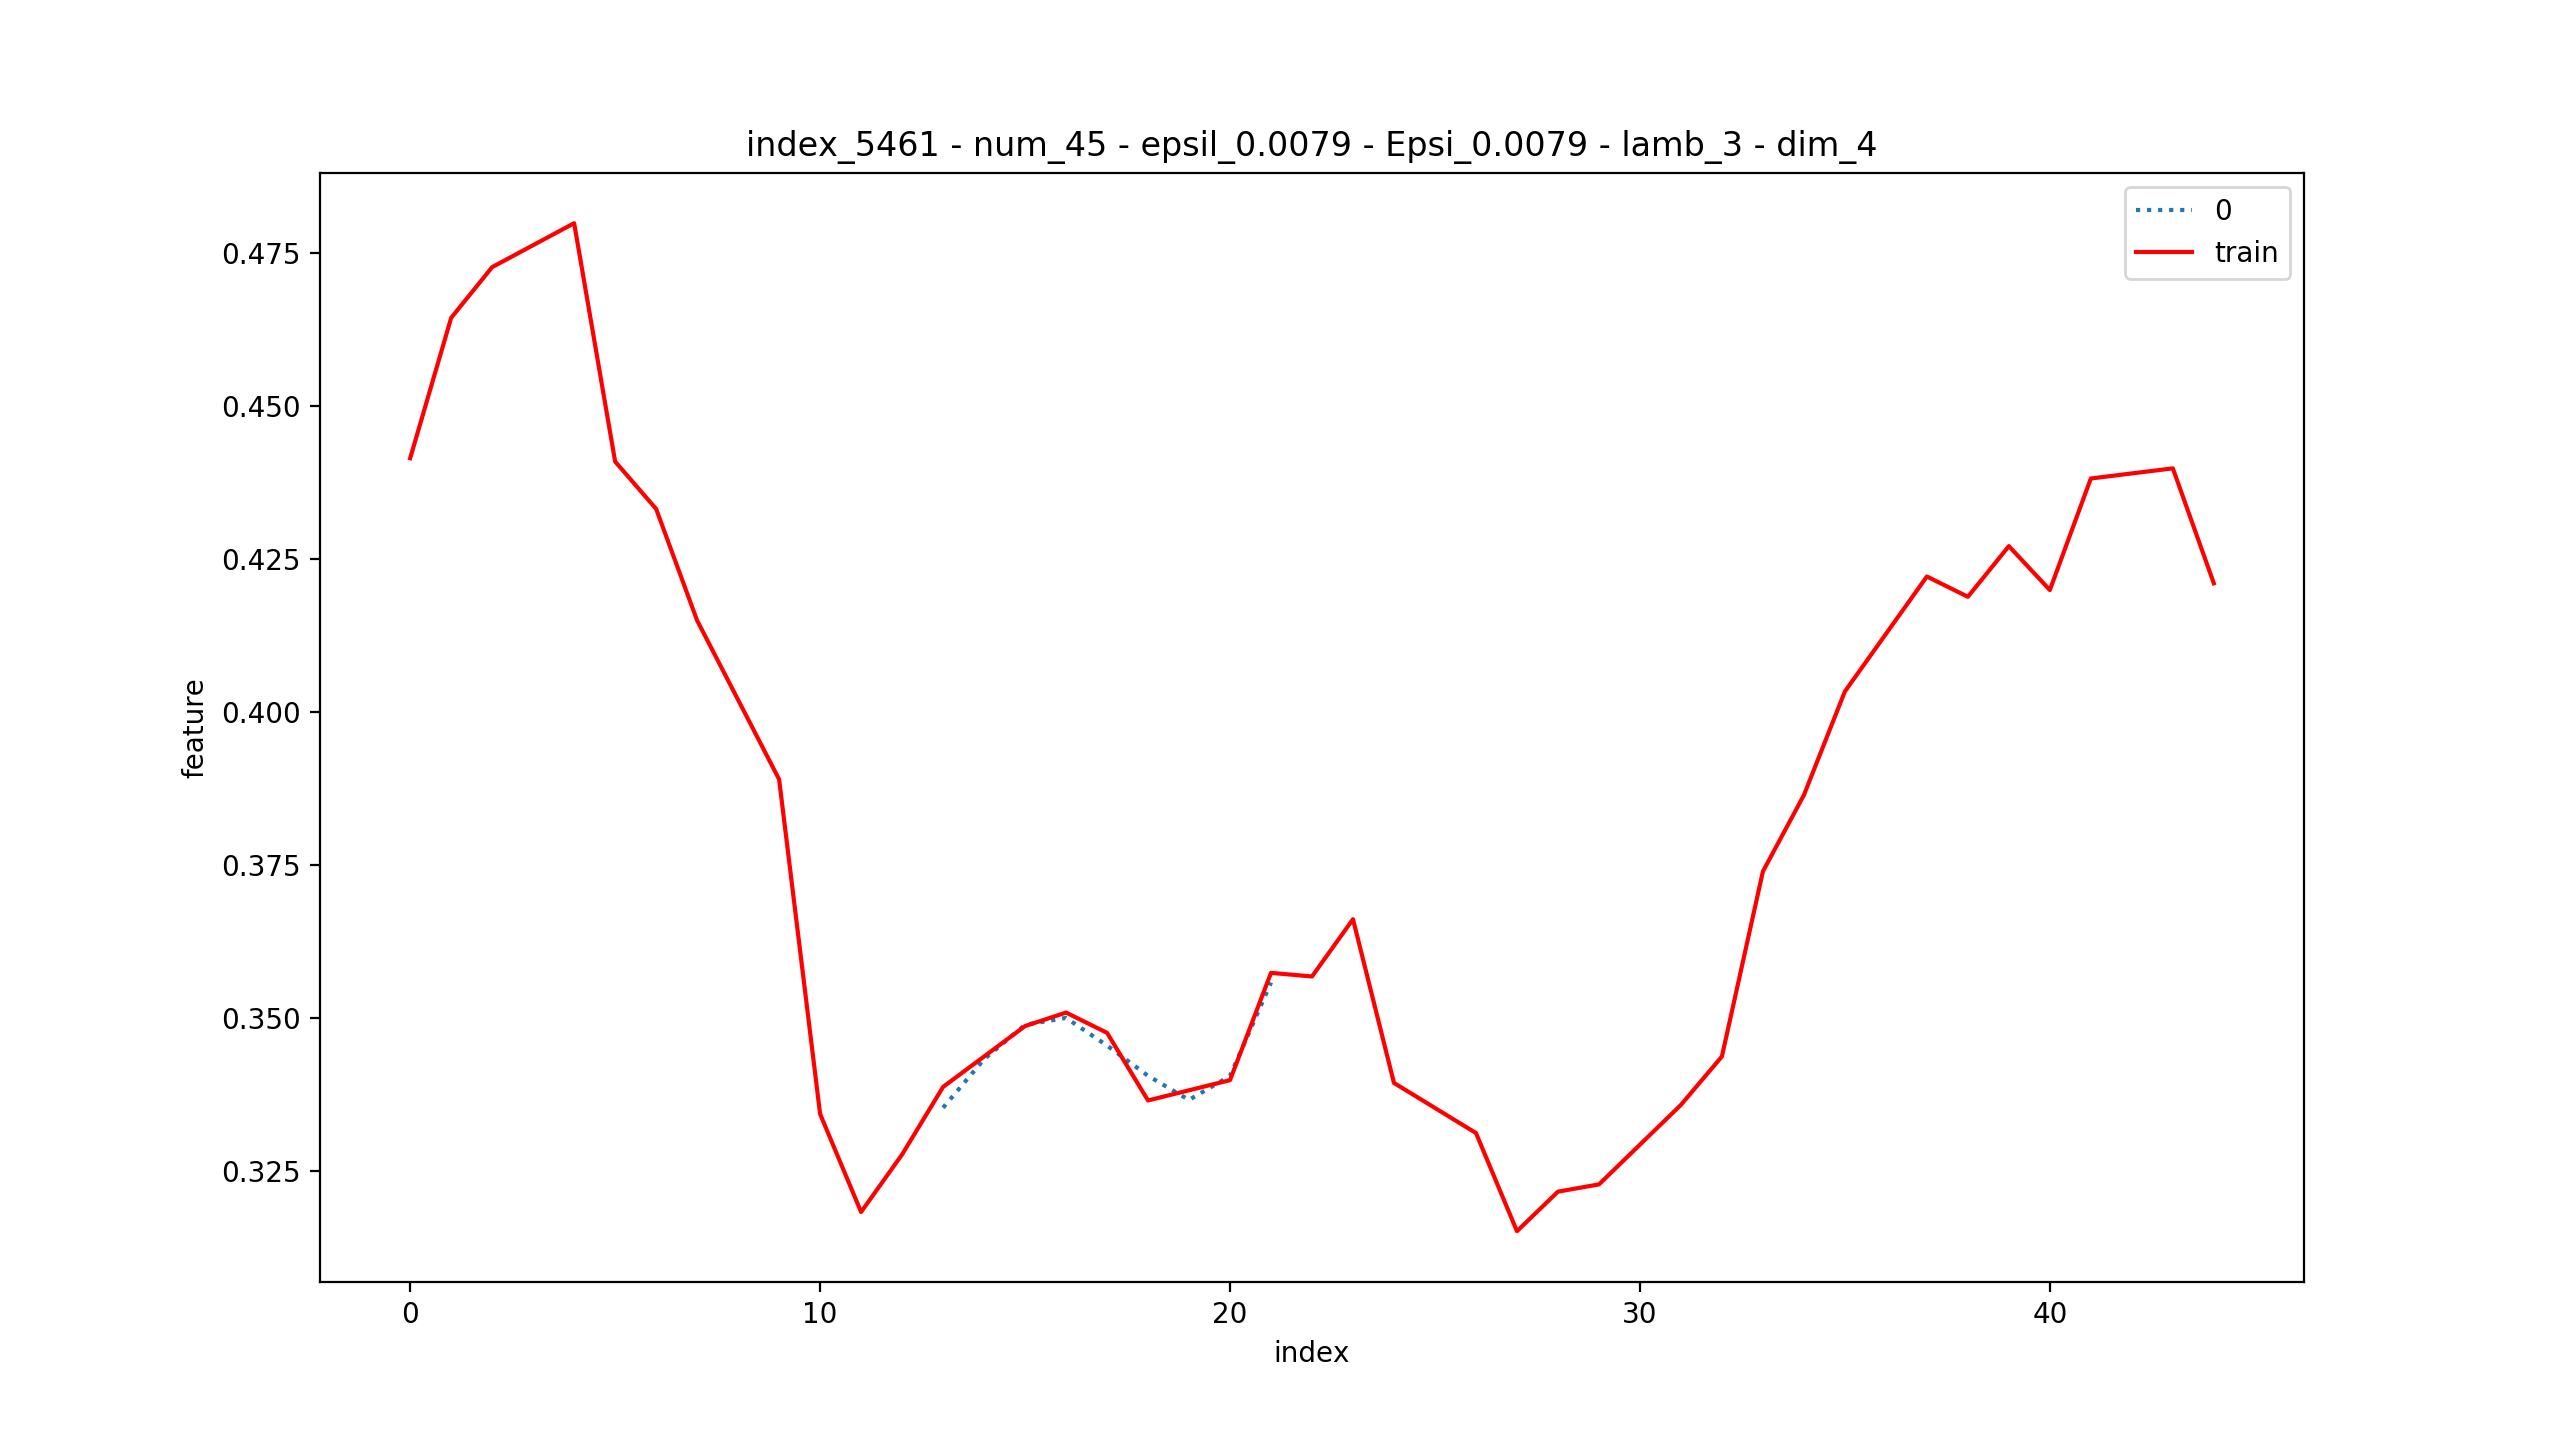 index_5461 - num_45 - epsil_0.0079 - Epsi_0.0079 - lamb_3 - dim_4
0
train
0.475
0.450
0.425
0.400
0.375
0.350
0.325
feature
0 10 20 30 40
index